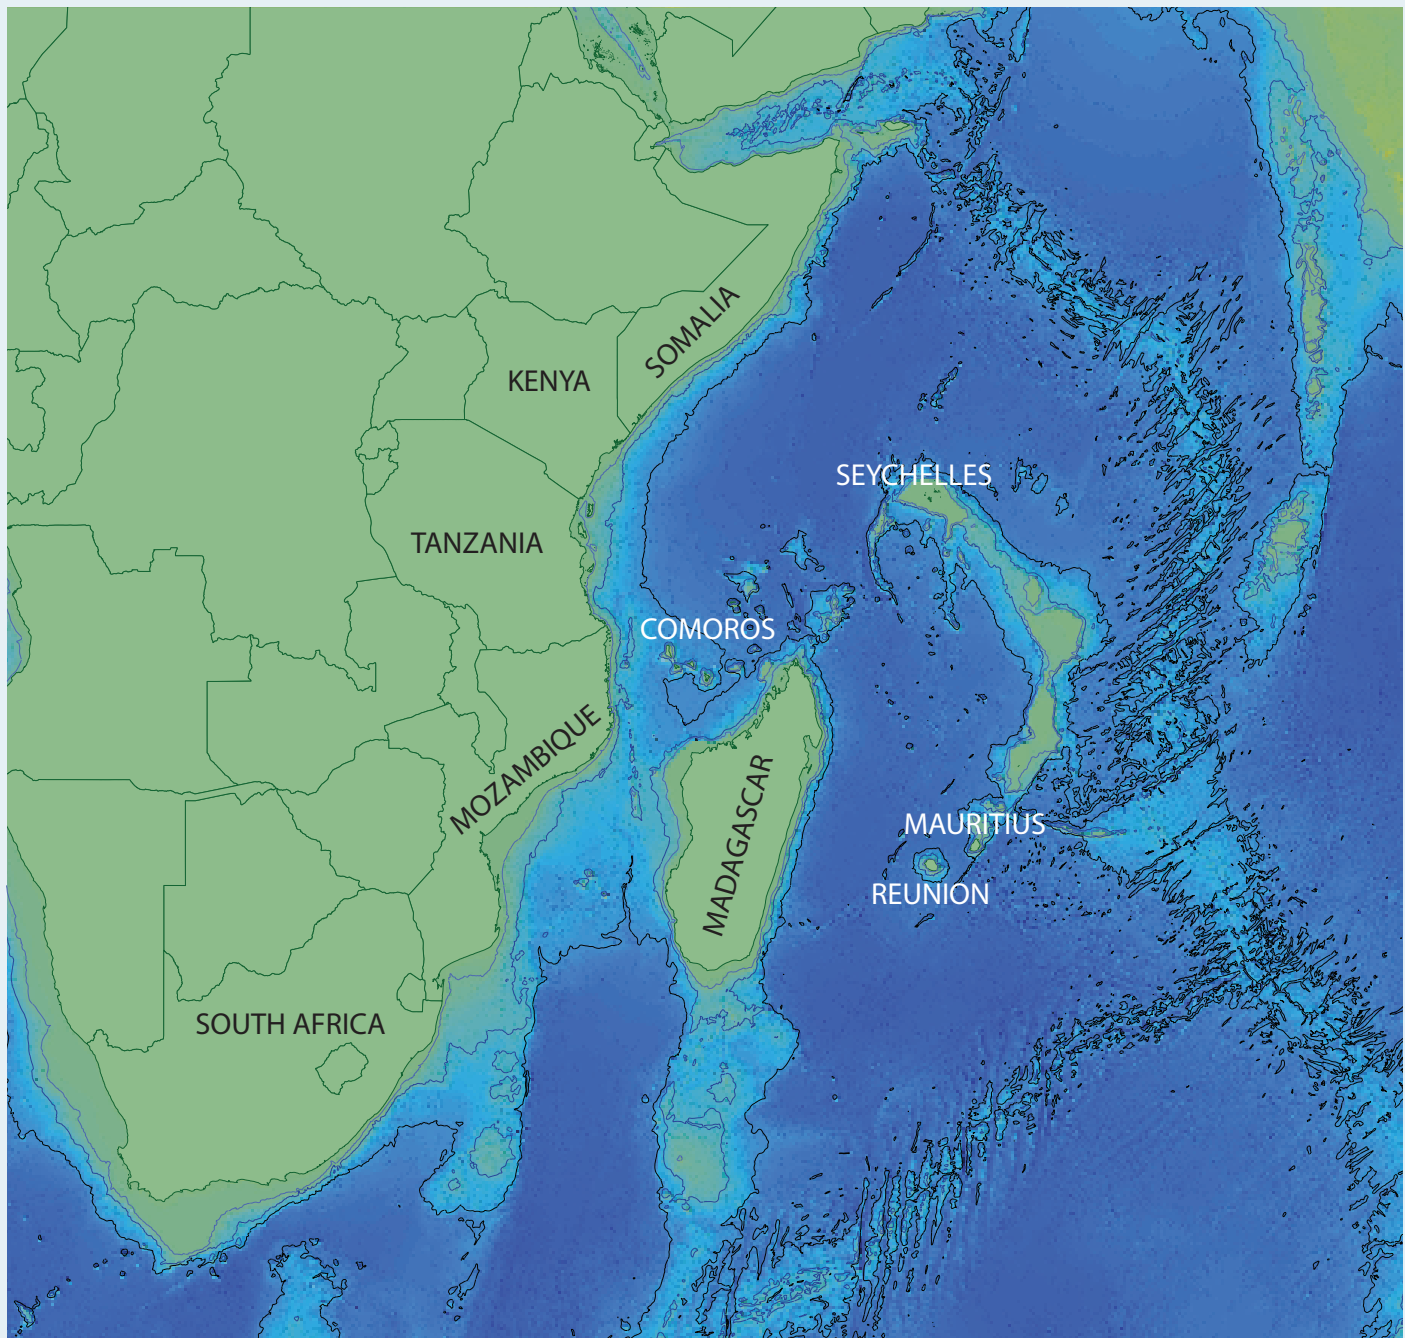 SOMALIA
KENYA
SEYCHELLES
TANZANIA
COMOROS
MOZAMBIQUE
MADAGASCAR
MAURITIUS
REUNION
SOUTH AFRICA